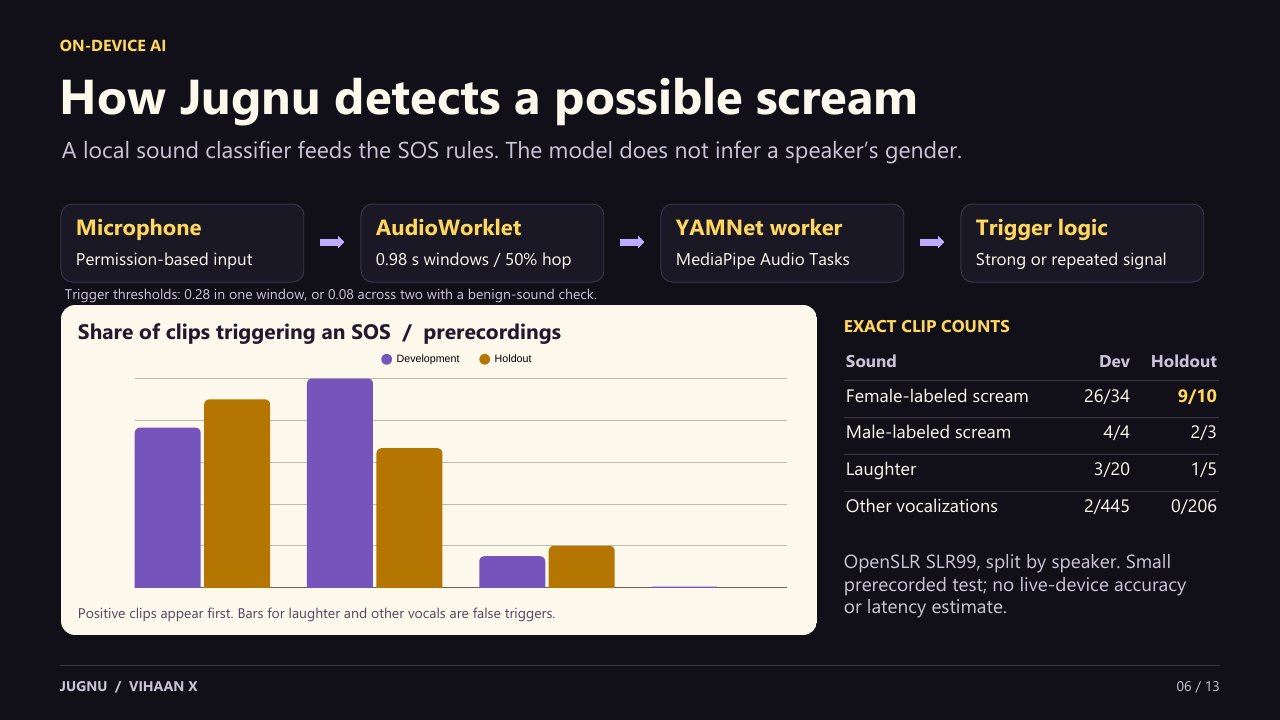 ON-DEVICE AI
How Jugnu detects a possible scream
A local sound classifier feeds the SOS rules. The model does not infer a speaker’s gender.
Microphone
Permission-based input
AudioWorklet
0.98 s windows / 50% hop
YAMNet worker
MediaPipe Audio Tasks
Trigger logic
Strong or repeated signal
Trigger thresholds: 0.28 in one window, or 0.08 across two with a benign-sound check.
Share of clips triggering an SOS / prerecordings
Development Holdout
Positive clips appear first. Bars for laughter and other vocals are false triggers.
EXACT CLIP COUNTS
Sound Dev Holdout
Female-labeled scream 26/34 9/10
Male-labeled scream 4/4 2/3
Laughter 3/20 1/5
Other vocalizations 2/445 0/206
OpenSLR SLR99, split by speaker. Small
prerecorded test; no live-device accuracy
or latency estimate.
JUGNU / VIHAAN X
06 / 13